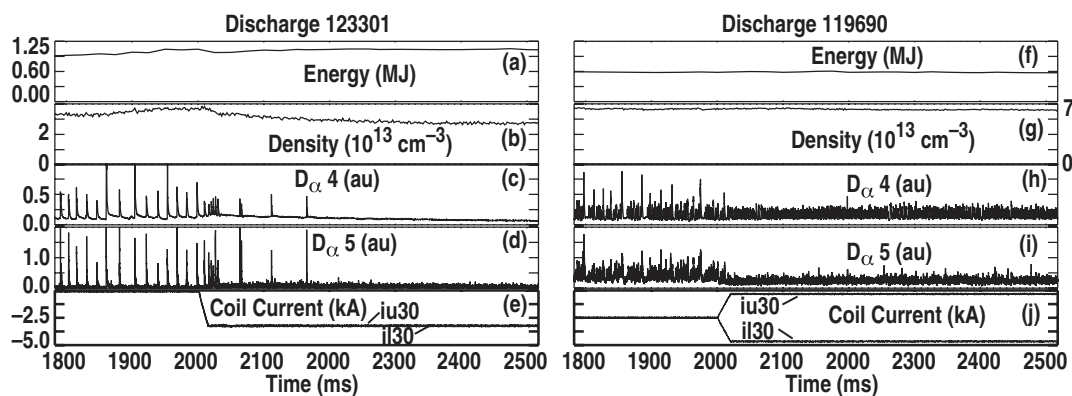 Discharge 123301
1.25
0.60
0.00
Energy (MJ)
(a)
2
0
Density (10¹³ cm⁻³)
(b)
0.5
0.0
Dα 4 (au)
(c)
1.0
0.0
Dα 5 (au)
(d)
−2.5
−5.0
Coil Current (kA)
iu30
il30
(e)
1800 1900 2000 2100 2200 2300 2400 2500
Time (ms)
Discharge 119690
Energy (MJ)
(f)
7
0
Density (10¹³ cm⁻³)
(g)
Dα 4 (au)
(h)
Dα 5 (au)
(i)
iu30
il30
Coil Current (kA)
(j)
1800 1900 2000 2100 2200 2300 2400 2500
Time (ms)